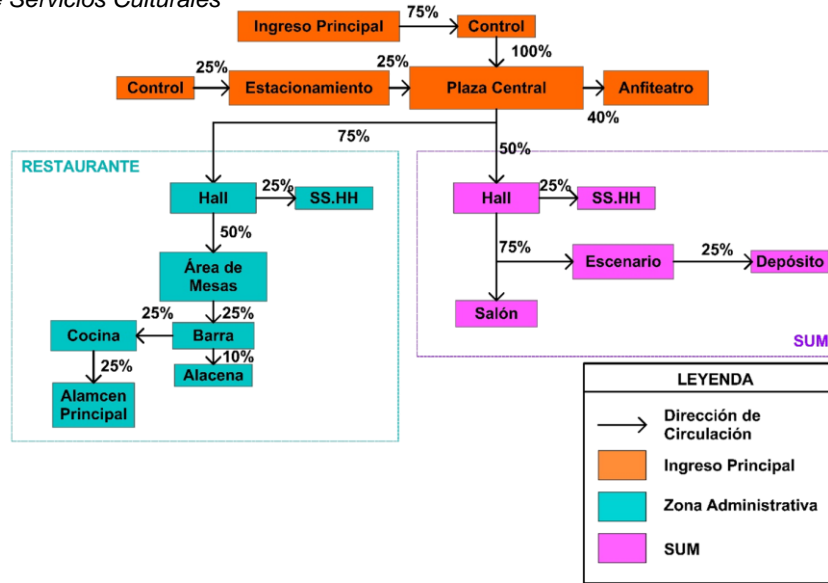 Servicios Culturales
Ingreso Principal
75%
Control
100%
Control
25%
Estacionamiento
25%
Plaza Central
Anfiteatro
40%
75%
50%
RESTAURANTE
Hall
25%
SS.HH
50%
Área de
Mesas
25%
Barra
25%
Cocina
10%
Alacena
25%
Alamcen
Principal
Hall
25%
SS.HH
75%
Escenario
25%
Depósito
Salón
SUM
LEYENDA
Dirección de
Circulación
Ingreso Principal
Zona Administrativa
SUM